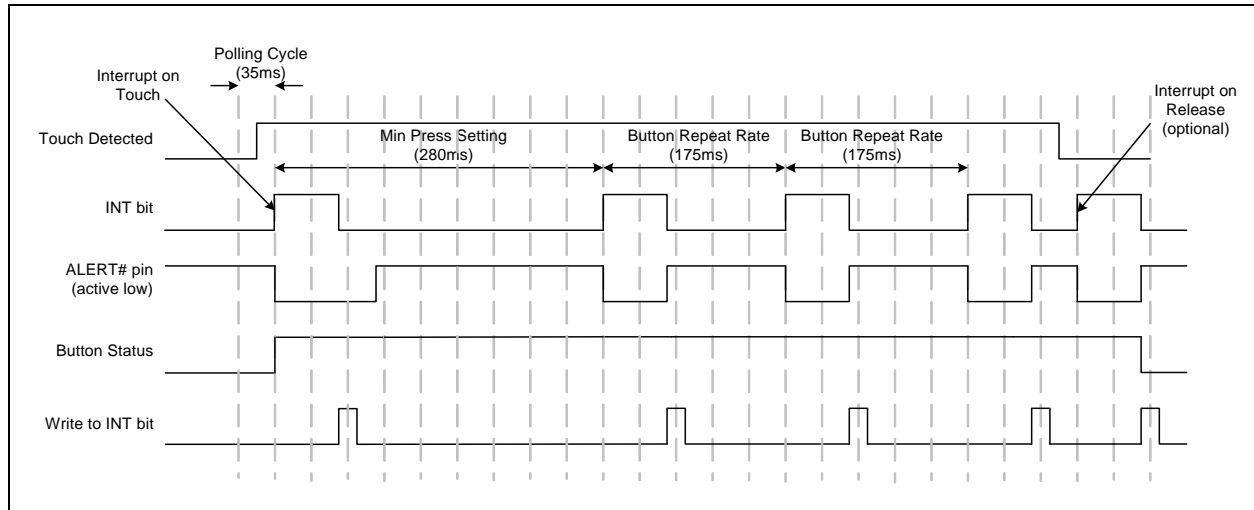 Polling Cycle
(35ms)
Interrupt on
Touch
Interrupt on
Release
(optional)
Touch Detected
Min Press Setting
(280ms)
Button Repeat Rate
(175ms)
Button Repeat Rate
(175ms)
INT bit
ALERT# pin
(active low)
Button Status
Write to INT bit